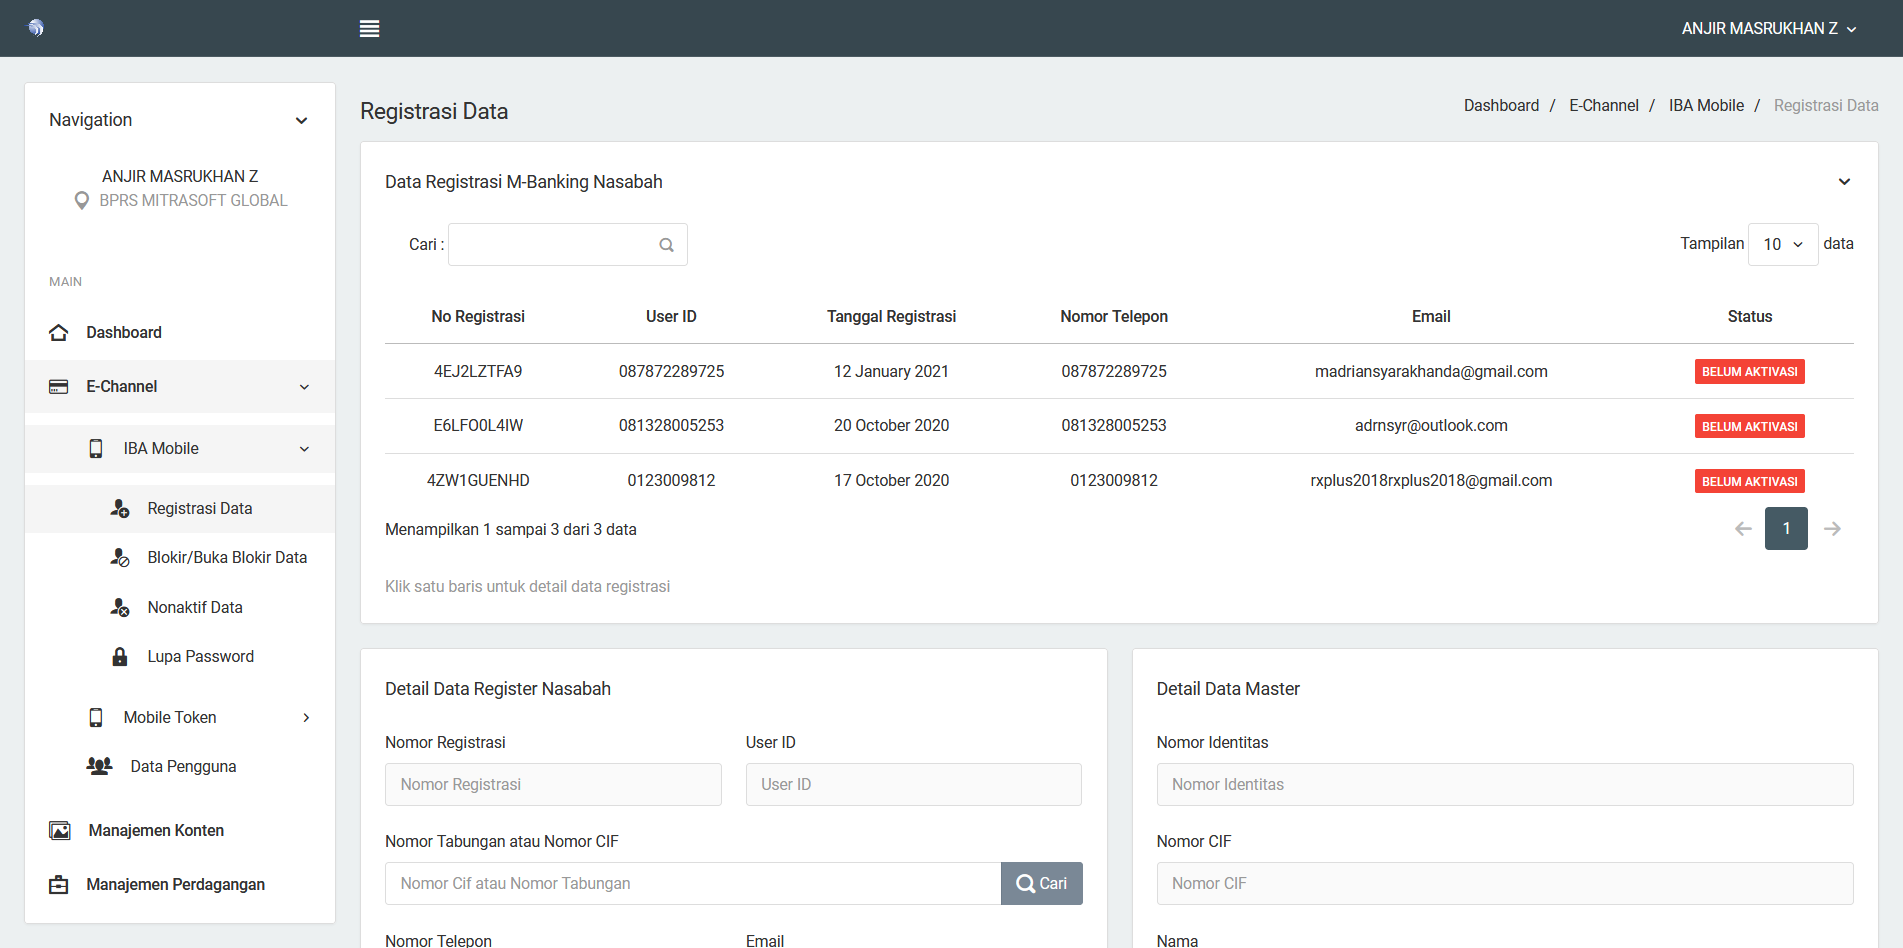 ANJIR MASRUKHAN Z
Navigation
ANJIR MASRUKHAN Z
BPRS MITRASOFT GLOBAL
MAIN
Dashboard
E-Channel
IBA Mobile
Registrasi Data
Blokir/Buka Blokir Data
Nonaktif Data
Lupa Password
Mobile Token
Data Pengguna
Manajemen Konten
Manajemen Perdagangan
Registrasi Data
Dashboard / E-Channel / IBA Mobile / Registrasi Data
Data Registrasi M-Banking Nasabah
Cari :
Tampilan 10 data
No Registrasi User ID Tanggal Registrasi Nomor Telepon Email Status
4EJ2LZTFA9 087872289725 12 January 2021 087872289725 madriansyarakhanda@gmail.com BELUM AKTIVASI
E6LFO0L4IW 081328005253 20 October 2020 081328005253 adrnsyr@outlook.com BELUM AKTIVASI
4ZW1GUENHD 0123009812 17 October 2020 0123009812 rxplus2018rxplus2018@gmail.com BELUM AKTIVASI
Menampilkan 1 sampai 3 dari 3 data
1
Klik satu baris untuk detail data registrasi
Detail Data Register Nasabah
Nomor Registrasi User ID
Nomor Registrasi User ID
Nomor Tabungan atau Nomor CIF
Nomor Cif atau Nomor Tabungan Cari
Nomor Telepon Email
Detail Data Master
Nomor Identitas
Nomor Identitas
Nomor CIF
Nomor CIF
Nama